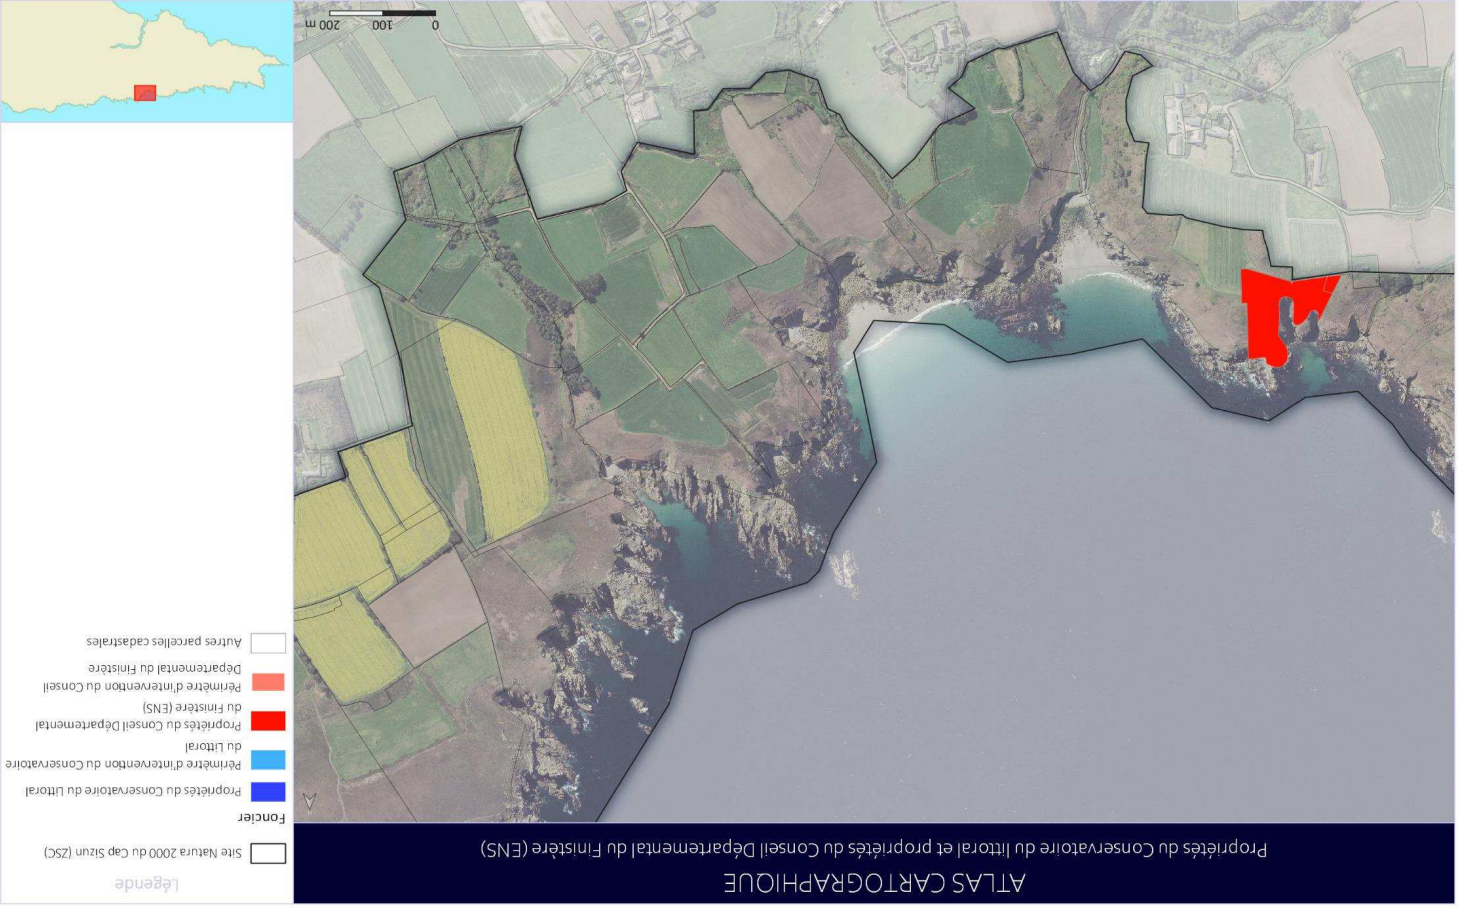 ATLAS CARTOGRAPHIQUE
Propriétés du Conservatoire du littoral et propriétés du Conseil Départemental du Finistère (ENS)
Légende
Site Natura 2000 du Cap Sizun (ZSC)
Foncier
Propriétés du Conservatoire du Littoral
Périmètre d'intervention du Conservatoire
du Littoral
Propriétés du Conseil Départemental
du Finistère (ENS)
Périmètre d'intervention du Conseil
Départemental du Finistère
Autres parcelles cadastrales
0 100 200 m